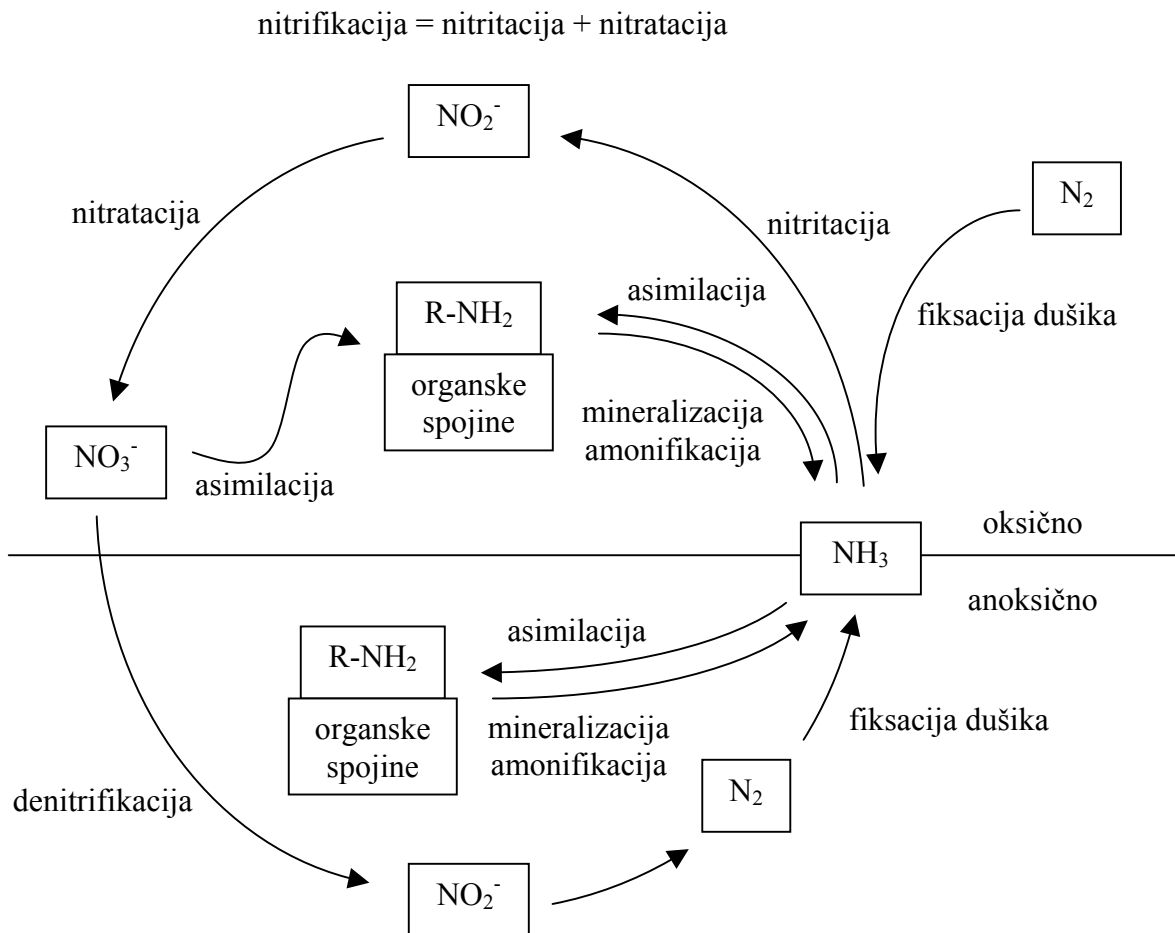 nitrifikacija = nitritacija + nitratacija
NO₂⁻
N₂
nitratacija
nitritacija
asimilacija
R-NH₂
fiksacija dušika
organske
spojine
mineralizacija
amonifikacija
NO₃⁻
asimilacija
oksično
NH₃
anoksično
asimilacija
R-NH₂
organske
spojine
mineralizacija
amonifikacija
fiksacija dušika
N₂
denitrifikacija
NO₂⁻